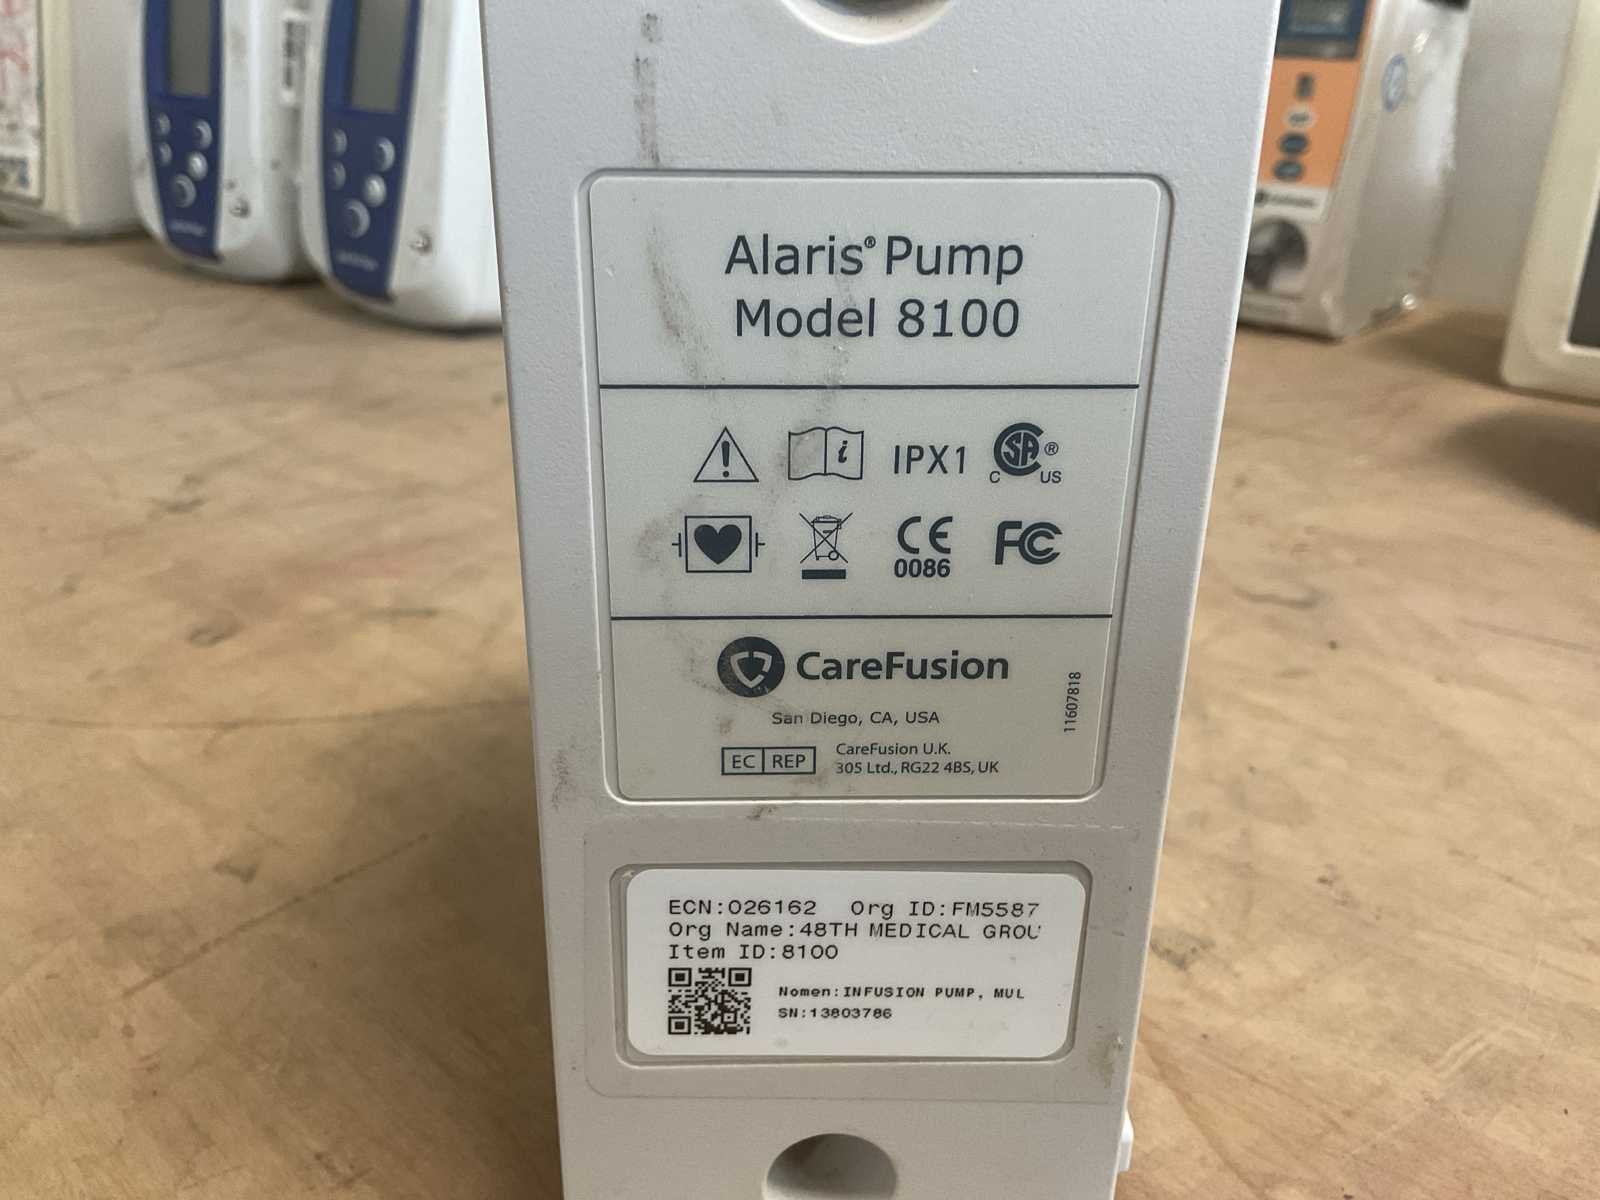 Alaris® Pump
Model 8100
IPX1
CSA ®
C US
CE
0086
FC
CareFusion
San Diego, CA, USA
EC REP
CareFusion U.K.
305 Ltd., RG22 4BS, UK
11607818
ECN:026162 Org ID:FM5587
Org Name:48TH MEDICAL GROU
Item ID:8100
Nomen:INFUSION PUMP, MUL
SN:13803786